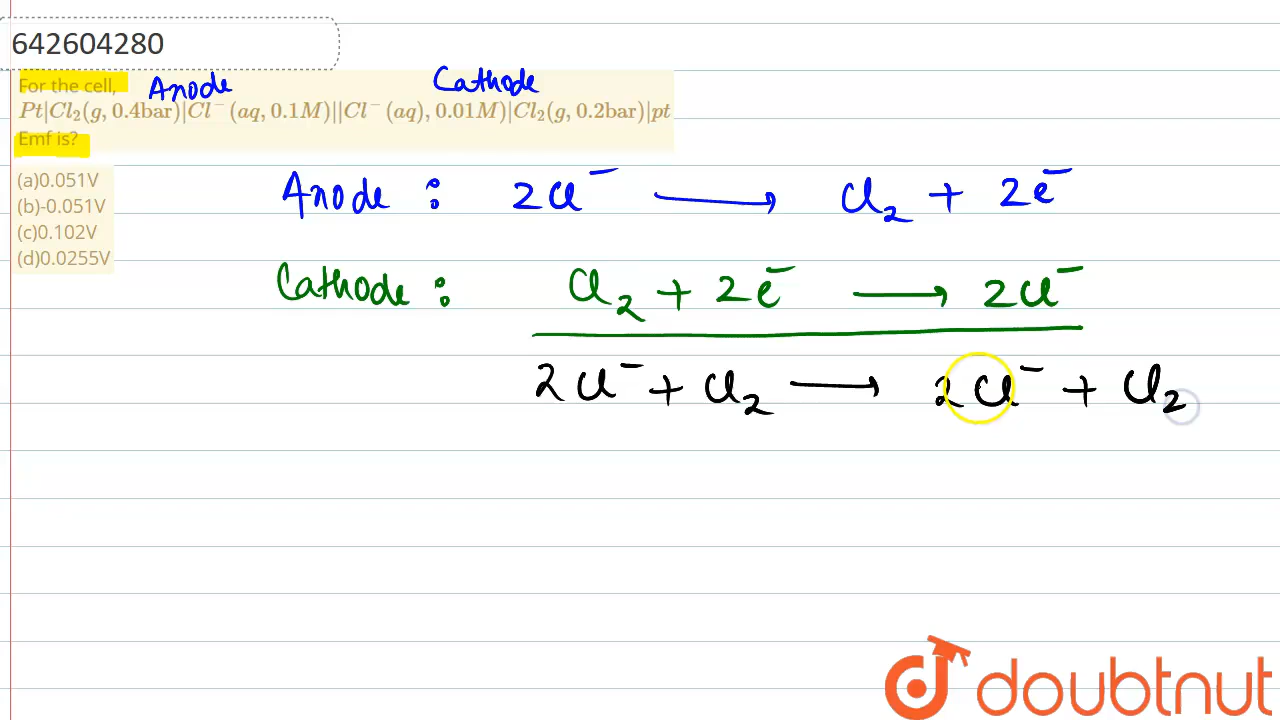 642604280
For the cell, Anode Cathode
Pt|Cl₂(g, 0.4bar)|Cl⁻(aq, 0.1M)||Cl⁻(aq), 0.01M)|Cl₂(g, 0.2bar)|pt
Emf is?
(a)0.051V
(b)-0.051V
(c)0.102V
(d)0.0255V
Anode : 2Cl⁻ ⟶ Cl₂ + 2e⁻
Cathode : Cl₂ + 2e⁻ ⟶ 2Cl⁻
2Cl⁻ + Cl₂ ⟶ 2Cl⁻ + Cl₂
doubtnut